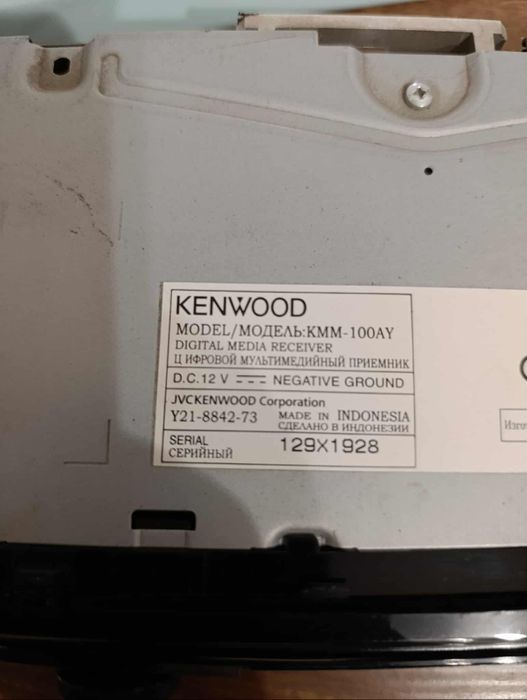 KENWOOD
MODEL/МОДЕЛЬ:KMM-100AY
DIGITAL MEDIA RECEIVER
Ц ИФРОВОЙ МУЛЬТИМЕДИЙНЫЙ ПРИЕМНИК
D.C.12 V NEGATIVE GROUND
JVCKENWOOD Corporation
Y21-8842-73 MADE IN INDONESIA
СДЕЛАНО В ИНДОНЕЗИИ
SERIAL
СЕРИЙНЫЙ 129X1928